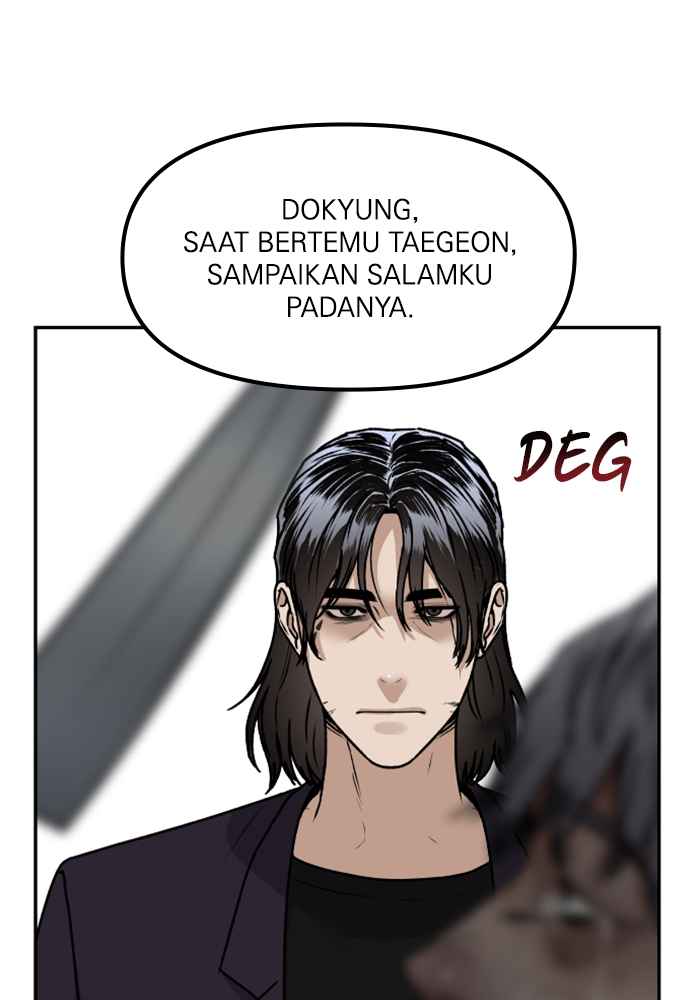 DOKYUNG,
SAAT BERTEMU TAEGEON,
SAMPAIKAN SALAMKU
PADANYA.
DEG